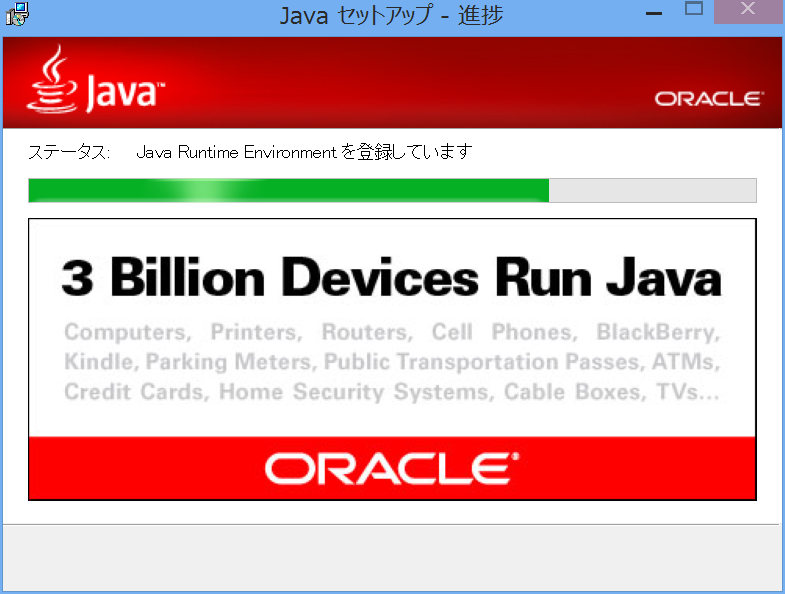 Java セットアップ - 進捗
Java™
ORACLE®
ステータス: Java Runtime Environment を登録しています
3 Billion Devices Run Java
Computers, Printers, Routers, Cell Phones, BlackBerry,
Kindle, Parking Meters, Public Transportation Passes, ATMs,
Credit Cards, Home Security Systems, Cable Boxes, TVs...
ORACLE®